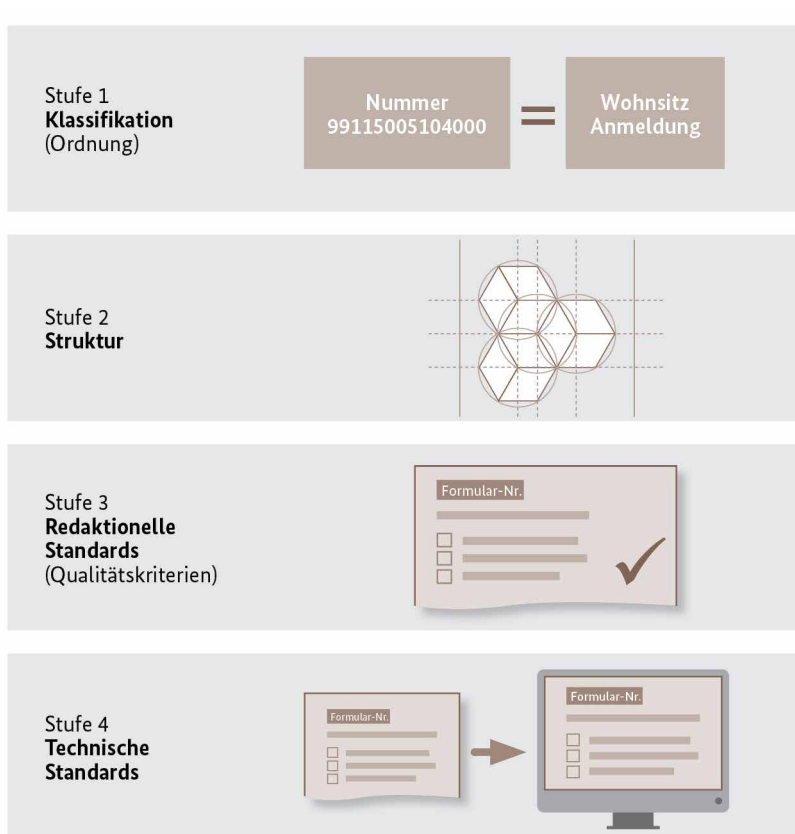 Stufe 1
Klassifikation
(Ordnung)
Nummer
99115005104000
=
Wohnsitz
Anmeldung
Stufe 2
Struktur
Stufe 3
Redaktionelle
Standards
(Qualitätskriterien)
Formular-Nr.
Stufe 4
Technische
Standards
Formular-Nr.
Formular-Nr.